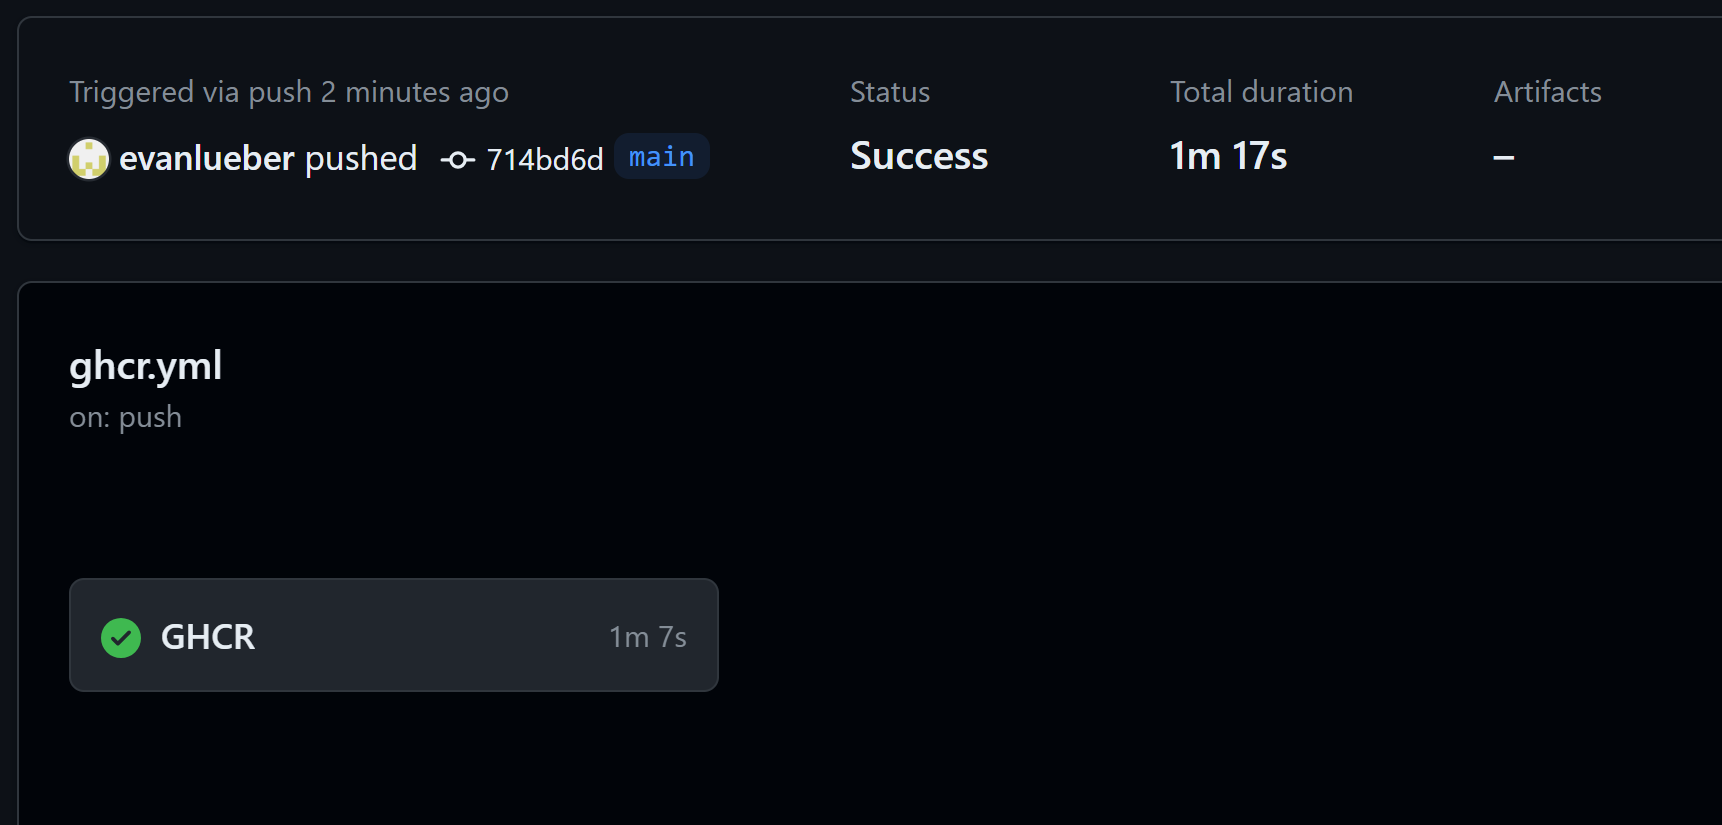 Triggered via push 2 minutes ago
evanlueber pushed 714bd6d main
Status
Success
Total duration
1m 17s
Artifacts
–
ghcr.yml
on: push
GHCR 1m 7s